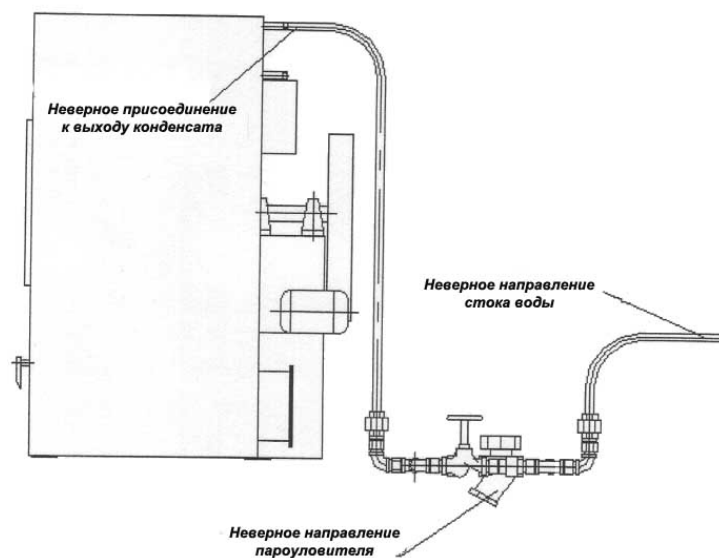 Неверное присоединение
к выходу конденсата
Неверное направление
стока воды
Неверное направление
пароуловителя